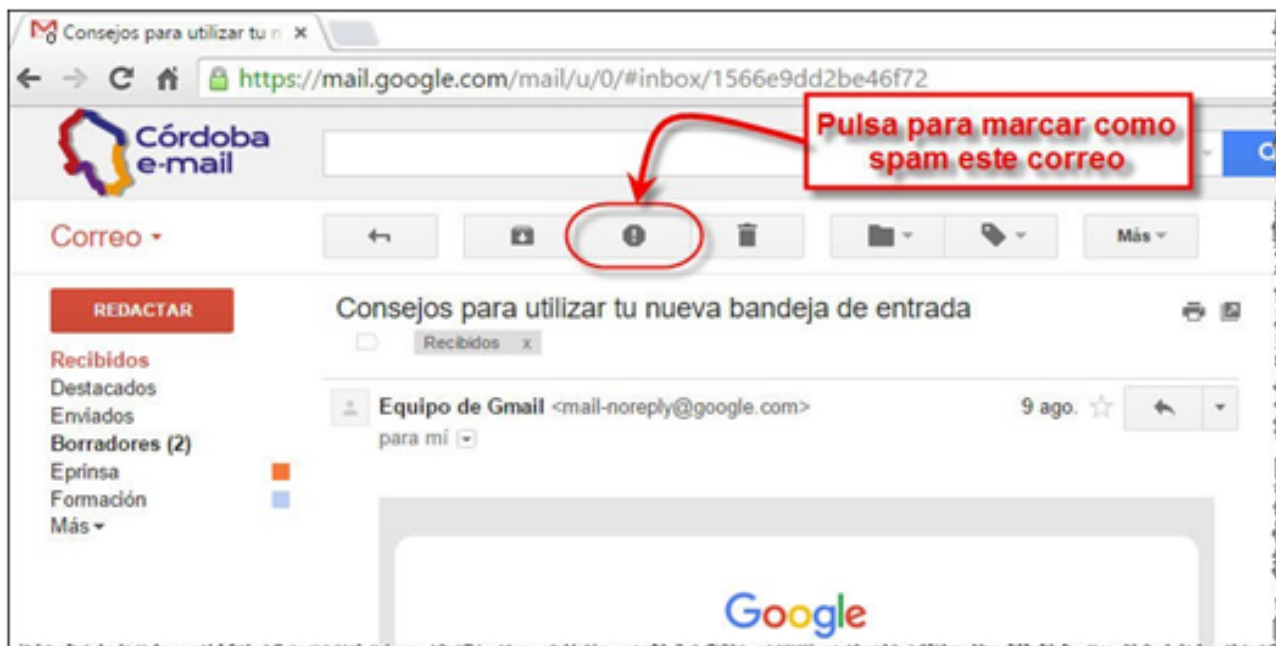 Consejos para utilizar tu n
https://mail.google.com/mail/u/0/#inbox/1566e9dd2be46f72
Córdoba
e-mail
Pulsa para marcar como
spam este correo
Correo
Más
REDACTAR
Consejos para utilizar tu nueva bandeja de entrada
Recibidos x
Recibidos
Destacados
Enviados
Borradores (2)
Eprinsa
Formación
Más
Equipo de Gmail <mail-noreply@google.com>
9 ago.
para mí
Google